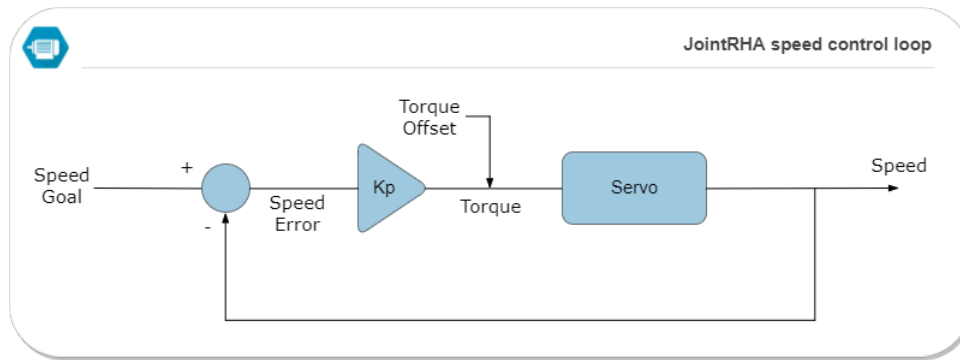 JointRHA speed control loop
Torque
Offset
Speed
Goal
+
-
Speed
Error
Kp
Torque
Servo
Speed